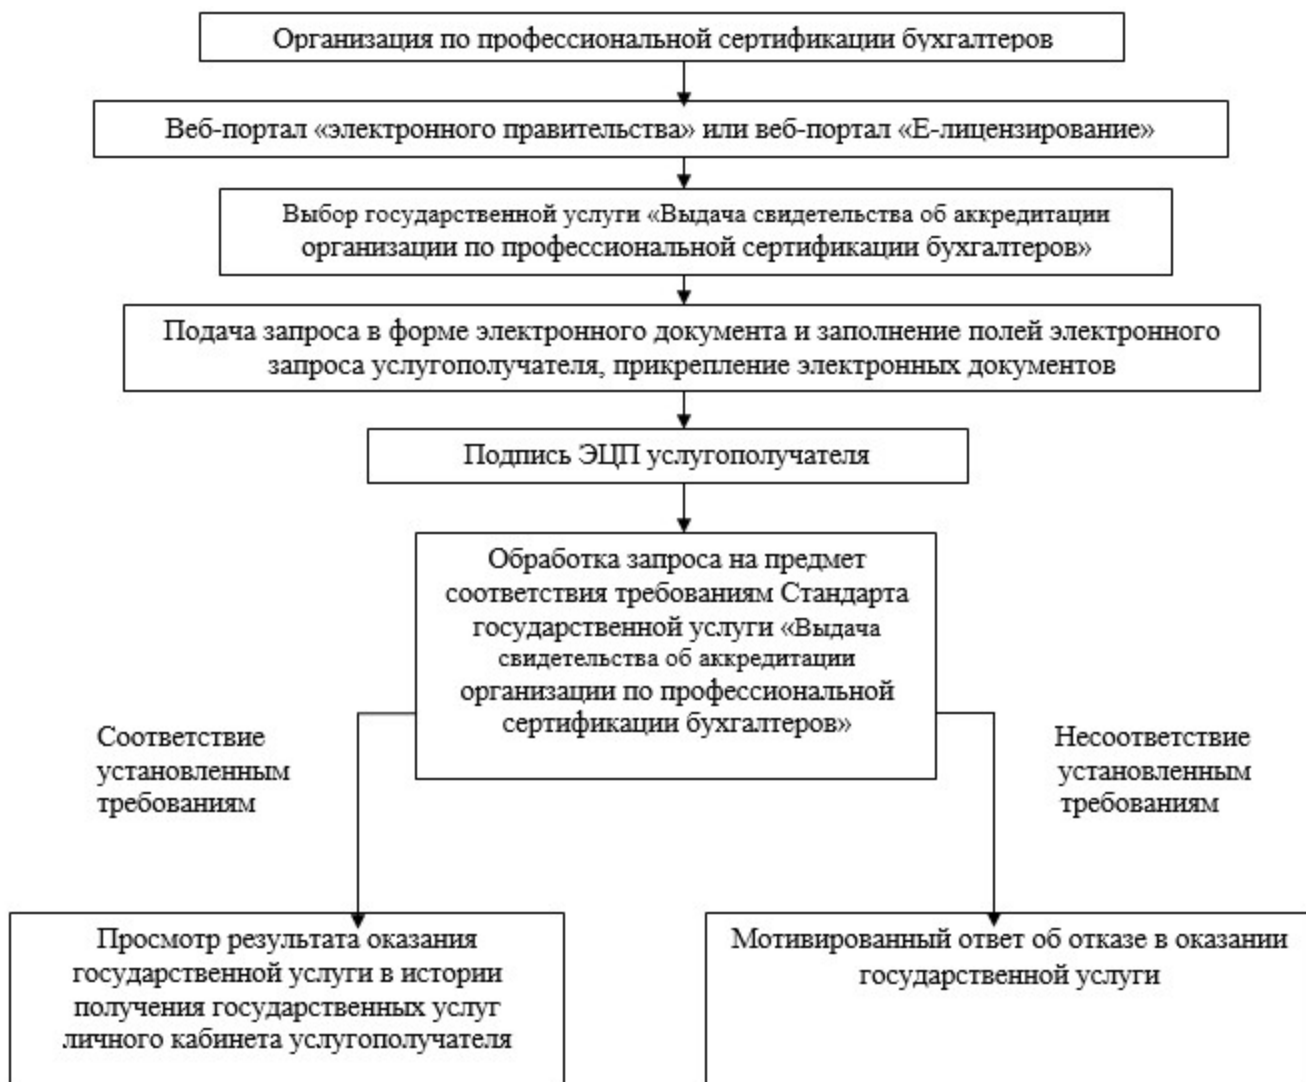 Организация по профессиональной сертификации бухгалтеров
Веб-портал «электронного правительства» или веб-портал «Е-лицензирование»
Выбор государственной услуги «Выдача свидетельства об аккредитации
организации по профессиональной сертификации бухгалтеров»
Подача запроса в форме электронного документа и заполнение полей электронного
запроса услугополучателя, прикрепление электронных документов
Подпись ЭЦП услугополучателя
Обработка запроса на предмет
соответствия требованиям Стандарта
государственной услуги «Выдача
свидетельства об аккредитации
организации по профессиональной
сертификации бухгалтеров»
Соответствие
установленным
требованиям
Несоответствие
установленным
требованиям
Просмотр результата оказания
государственной услуги в истории
получения государственных услуг
личного кабинета услугополучателя
Мотивированный ответ об отказе в оказании
государственной услуги